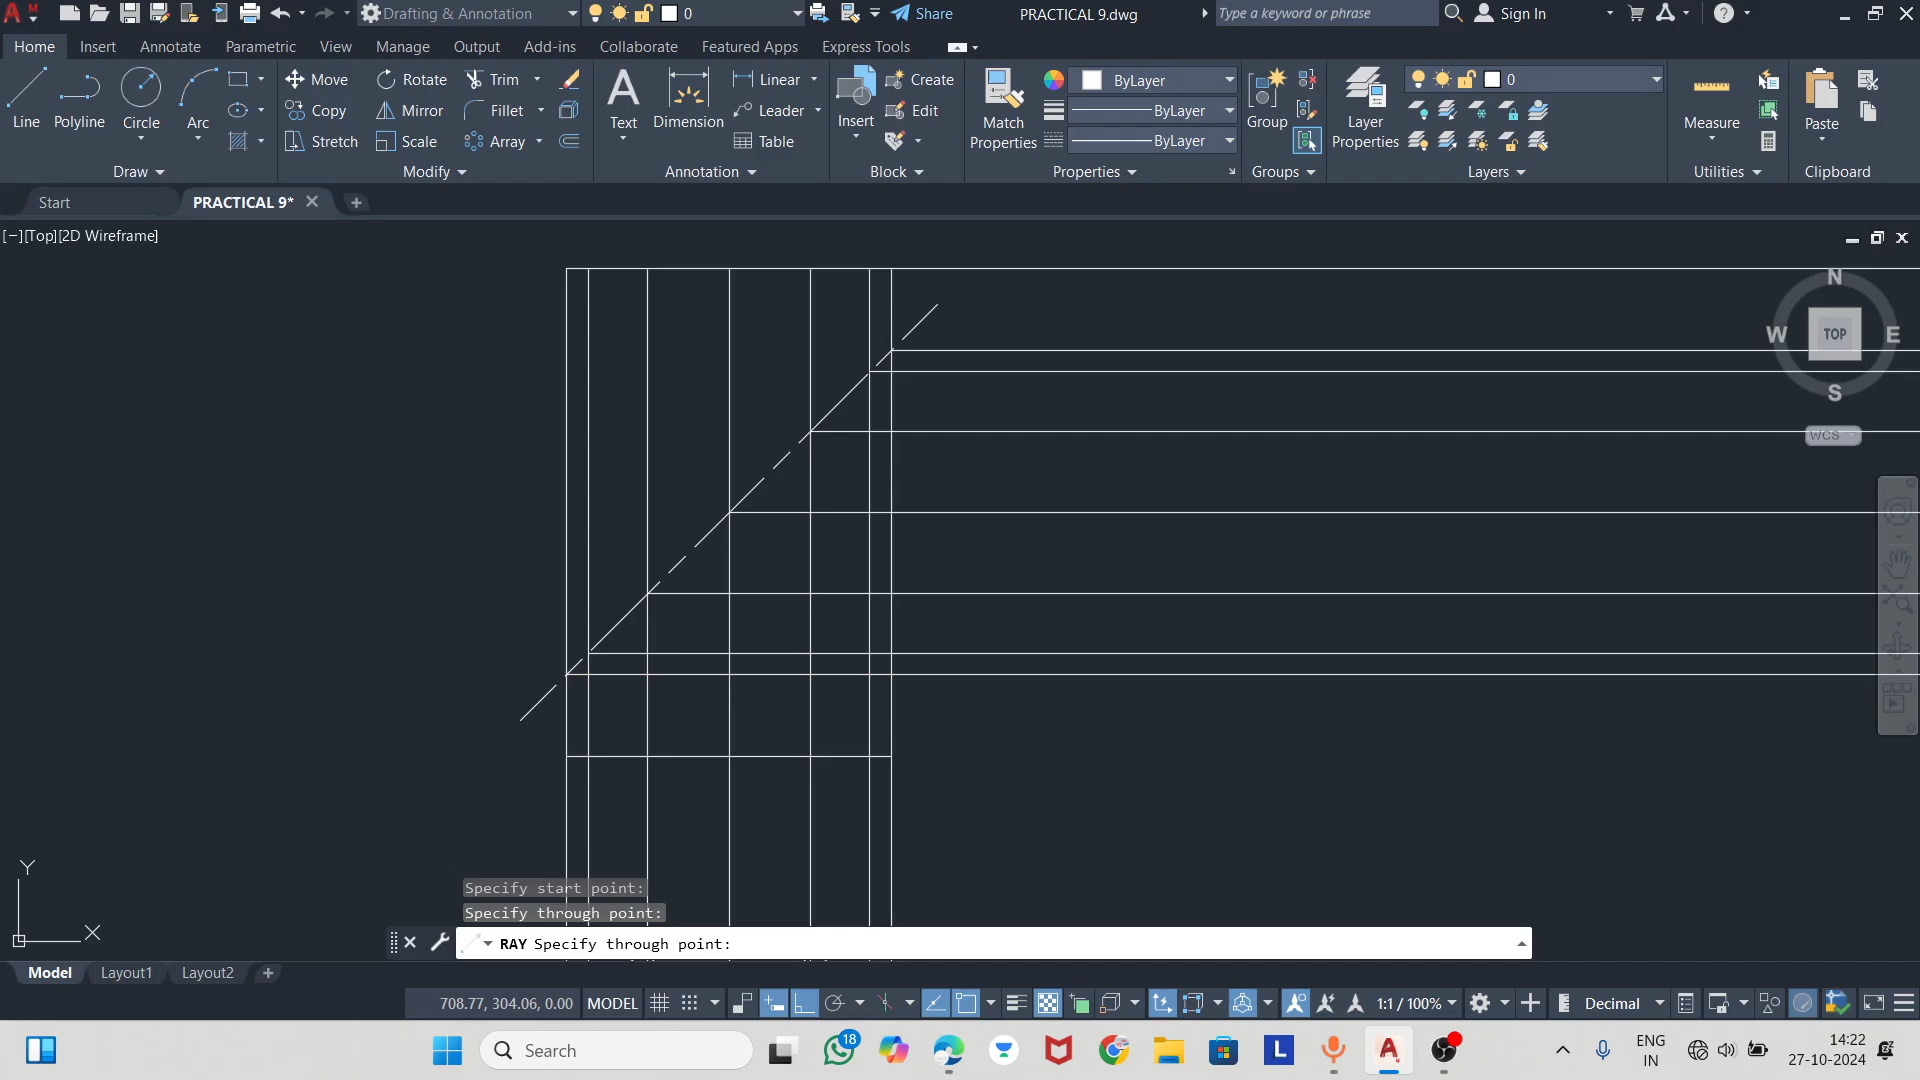 A M Drafting & Annotation 0 Share PRACTICAL 9.dwg Type a keyword or phrase Sign In ?
Home Insert Annotate Parametric View Manage Output Add-ins Collaborate Featured Apps Express Tools
Line Polyline Circle Arc
Move Rotate Trim
Copy Mirror Fillet
Stretch Scale Array
Text Dimension
Linear
Leader
Table
Insert
Create
Edit
Match Properties
ByLayer
ByLayer
ByLayer
Group
Layer Properties
0
Measure
Paste
Draw Modify Annotation Block Properties Groups Layers Utilities Clipboard
Start PRACTICAL 9* +
[−][Top][2D Wireframe]
N
W TOP E
S
WCS
Y
X
Specify start point:
Specify through point:
RAY Specify through point:
Model Layout1 Layout2 +
708.77, 304.06, 0.00 MODEL 1:1 / 100% Decimal
Search 18 L A ENG IN 14:22
27-10-2024